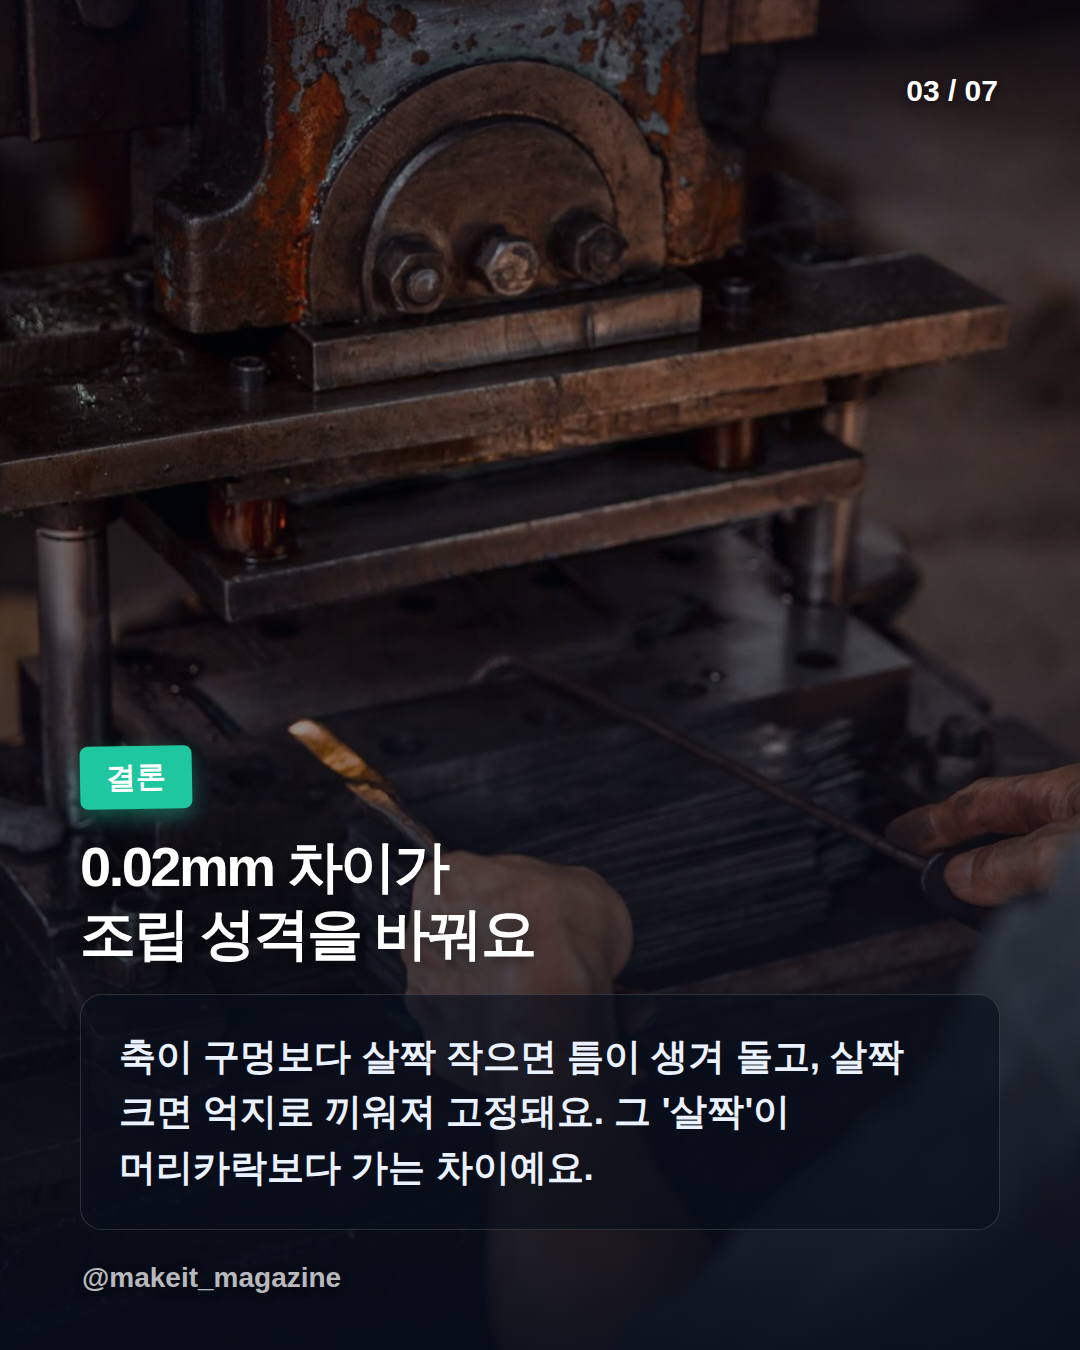 03 / 07
결론
0.02mm 차이가
조립 성격을 바꿔요
축이 구멍보다 살짝 작으면 틈이 생겨 돌고, 살짝
크면 억지로 끼워져 고정돼요. 그 '살짝'이
머리카락보다 가는 차이예요.
@makeit_magazine